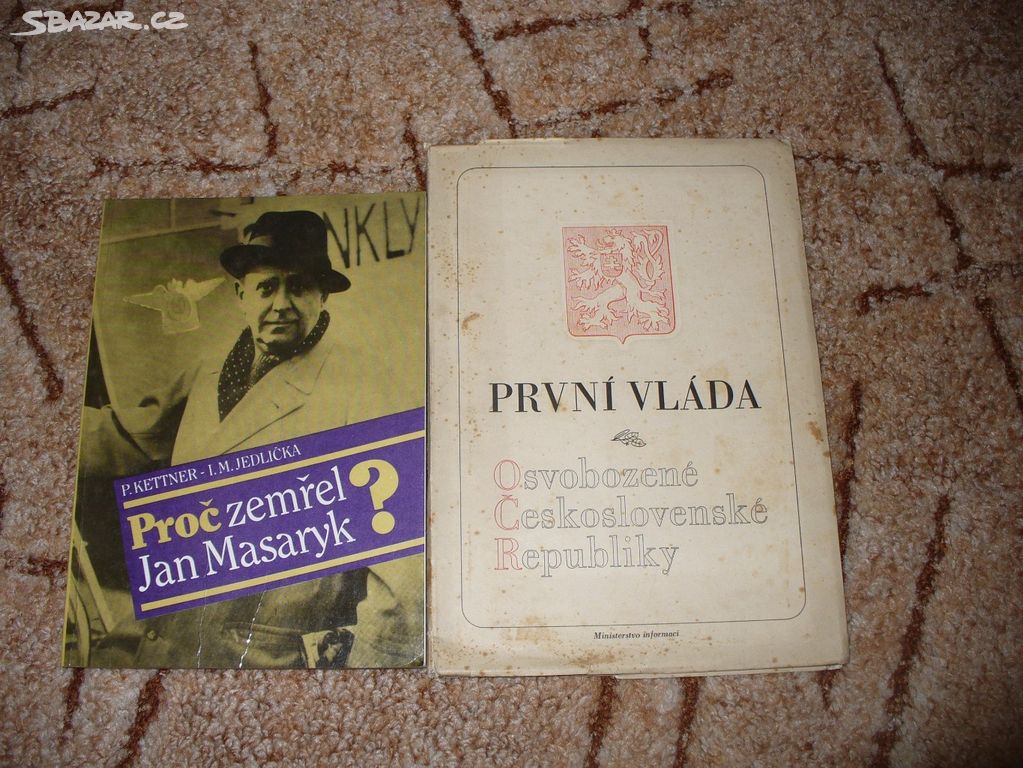 SBAZAR.CZ
NKLY
P. KETTNER - I. M. JEDLIČKA
Proč zemřel
Jan Masaryk ?
PRVNÍ VLÁDA
Osvobozené
Československé
Republiky
Ministerstvo informací